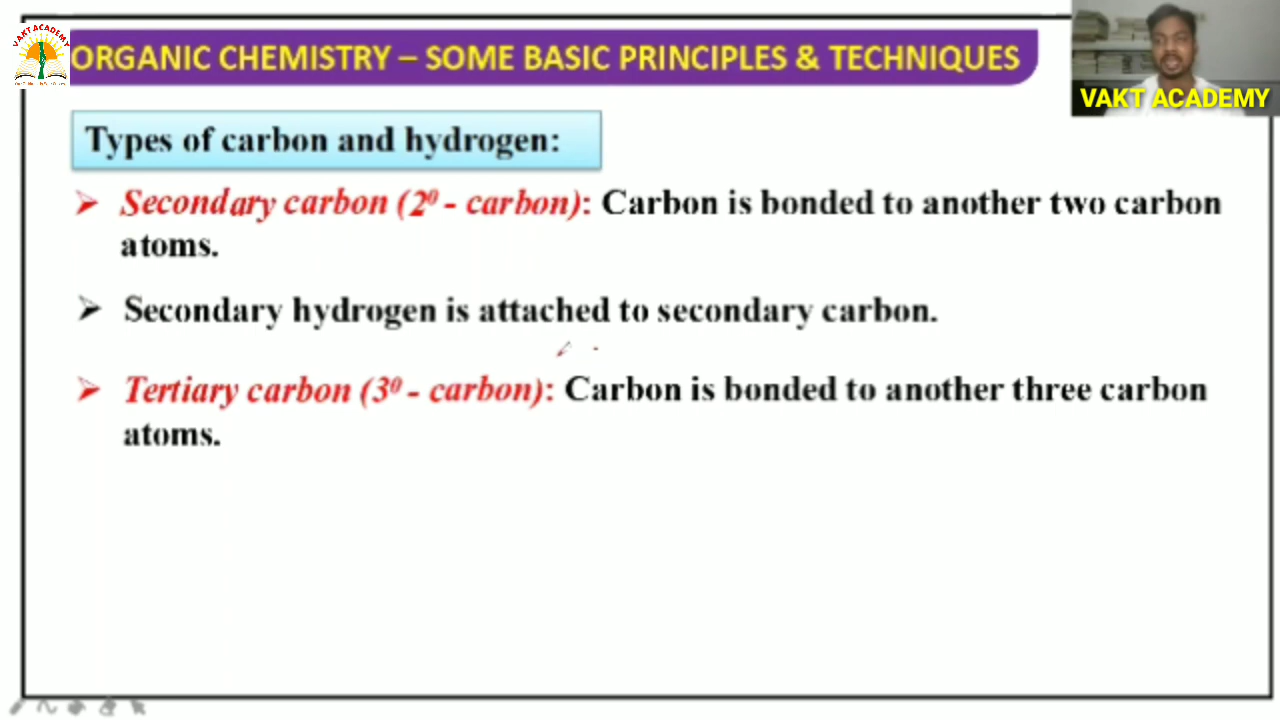 VAKT ACADEMY
ORGANIC CHEMISTRY – SOME BASIC PRINCIPLES & TECHNIQUES
VAKT ACADEMY
Types of carbon and hydrogen:
➢ Secondary carbon (2⁰ - carbon): Carbon is bonded to another two carbon
atoms.
➢ Secondary hydrogen is attached to secondary carbon.
➢ Tertiary carbon (3⁰ - carbon): Carbon is bonded to another three carbon
atoms.